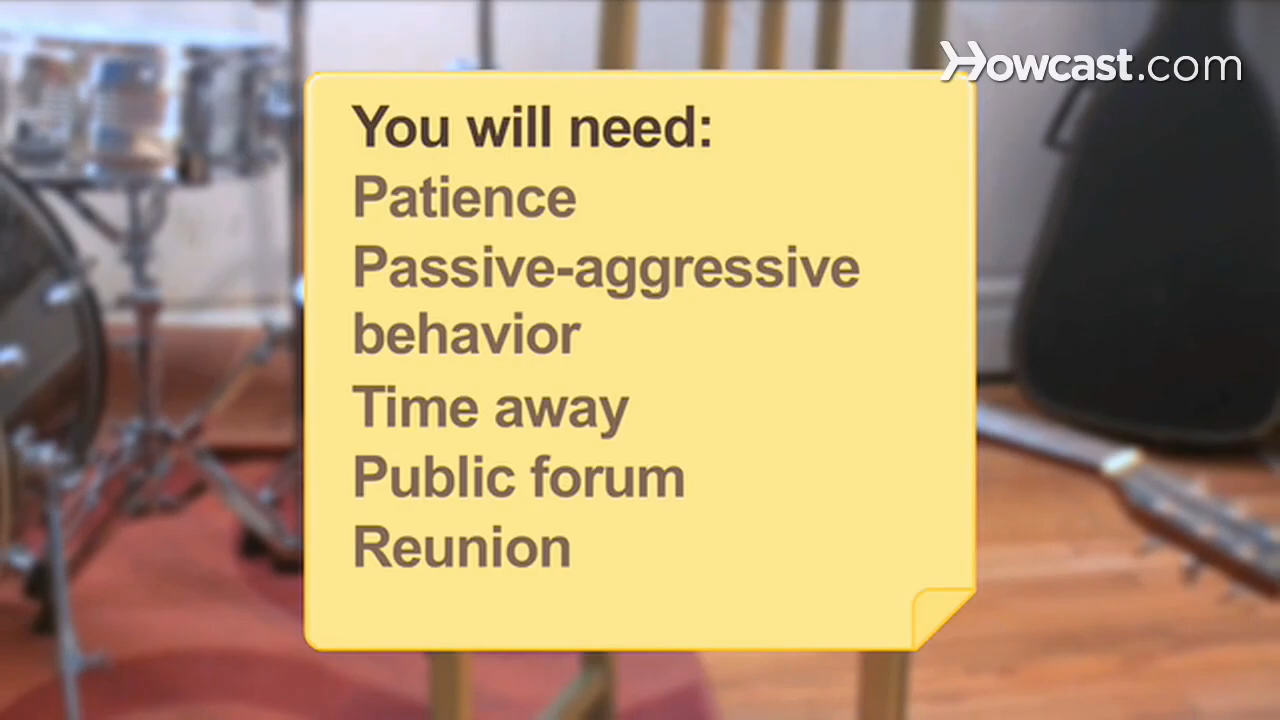 Howcast.com
You will need:
Patience
Passive-aggressive
behavior
Time away
Public forum
Reunion